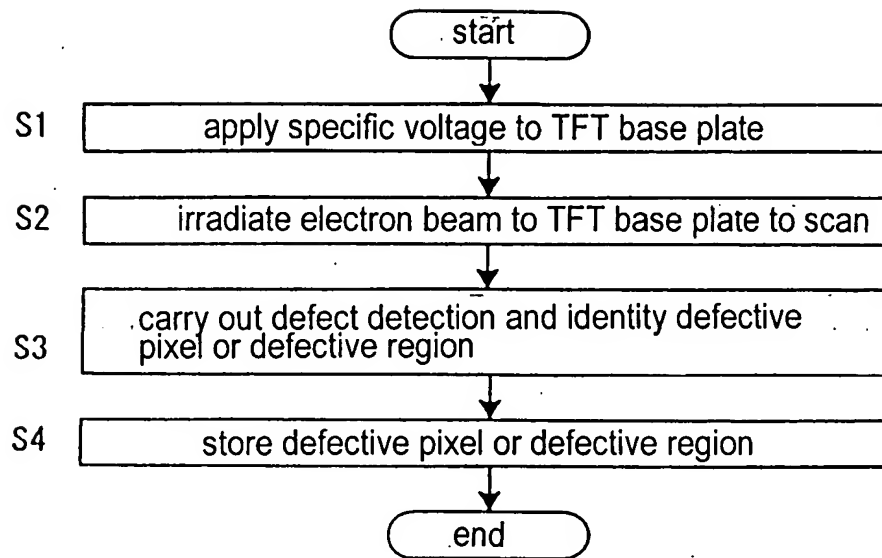 start
S1 apply specific voltage to TFT base plate
S2 irradiate electron beam to TFT base plate to scan
S3 carry out defect detection and identity defective
pixel or defective region
S4 store defective pixel or defective region
end